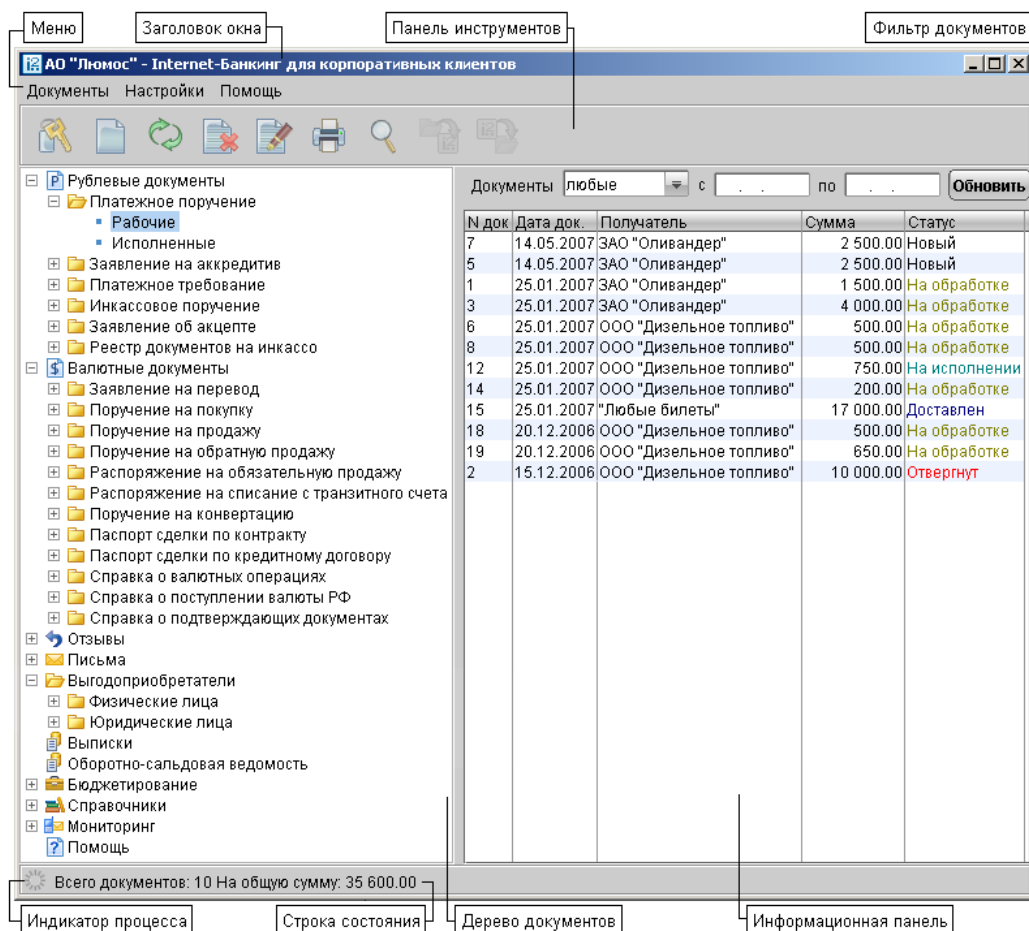 Меню Заголовок окна Панель инструментов Фильтр документов
АО "Люмос" - Internet-Банкинг для корпоративных клиентов
Документы Настройки Помощь
Рублевые документы
Платежное поручение
Рабочие
Исполненные
Заявление на аккредитив
Платежное требование
Инкассовое поручение
Заявление об акцепте
Реестр документов на инкассо
Валютные документы
Заявление на перевод
Поручение на покупку
Поручение на продажу
Поручение на обратную продажу
Распоряжение на обязательную продажу
Распоряжение на списание с транзитного счета
Поручение на конвертацию
Паспорт сделки по контракту
Паспорт сделки по кредитному договору
Справка о валютных операциях
Справка о поступлении валюты РФ
Справка о подтверждающих документах
Отзывы
Письма
Выгодоприобретатели
Физические лица
Юридические лица
Выписки
Оборотно-сальдовая ведомость
Бюджетирование
Справочники
Мониторинг
Помощь
Документы любые с . . по . . Обновить
N док Дата док. Получатель Сумма Статус
7 14.05.2007 ЗАО "Оливандер" 2 500.00 Новый
5 14.05.2007 ЗАО "Оливандер" 2 500.00 Новый
1 25.01.2007 ЗАО "Оливандер" 1 500.00 На обработке
3 25.01.2007 ЗАО "Оливандер" 4 000.00 На обработке
6 25.01.2007 ООО "Дизельное топливо" 500.00 На обработке
8 25.01.2007 ООО "Дизельное топливо" 500.00 На обработке
12 25.01.2007 ООО "Дизельное топливо" 750.00 На исполнении
14 25.01.2007 ООО "Дизельное топливо" 200.00 На обработке
15 25.01.2007 "Любые билеты" 17 000.00 Доставлен
18 20.12.2006 ООО "Дизельное топливо" 500.00 На обработке
19 20.12.2006 ООО "Дизельное топливо" 650.00 На обработке
2 15.12.2006 ООО "Дизельное топливо" 10 000.00 Отвергнут
Всего документов: 10 На общую сумму: 35 600.00
Индикатор процесса Строка состояния Дерево документов Информационная панель